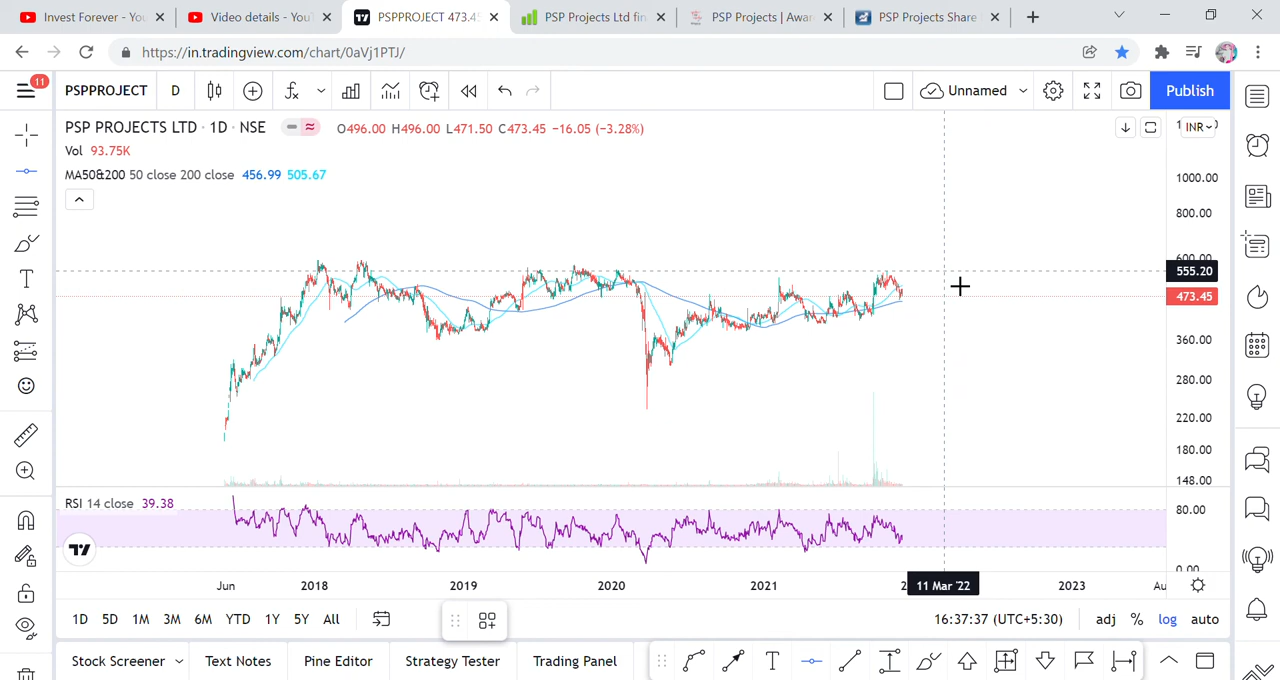 Invest Forever - You
Video details - YouT
PSPPROJECT 473.45
PSP Projects Ltd fin
PSP Projects | Awar
PSP Projects Share
https://in.tradingview.com/chart/0aVj1PTJ/
11
PSPPROJECT
D
Unnamed
Publish
PSP PROJECTS LTD · 1D · NSE
O496.00 H496.00 L471.50 C473.45 −16.05 (−3.28%)
INR
Vol 93.75K
MA50&200 50 close 200 close 456.99 505.67
1000.00
800.00
600.00
555.20
473.45
360.00
280.00
220.00
180.00
148.00
RSI 14 close 39.38
80.00
0.00
Jun 2018 2019 2020 2021 11 Mar '22 2023 Au
1D 5D 1M 3M 6M YTD 1Y 5Y All
16:37:37 (UTC+5:30) adj % log auto
Stock Screener Text Notes Pine Editor Strategy Tester Trading Panel